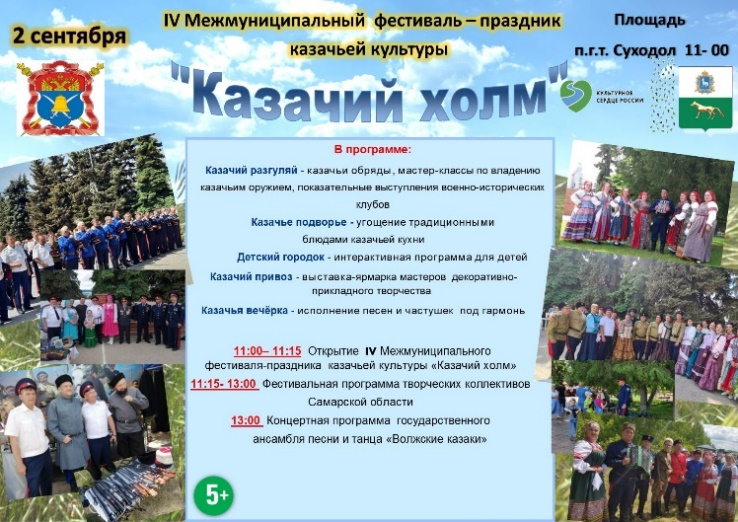 2 сентября
IV Межмуниципальный фестиваль – праздник
казачьей культуры
Площадь
п.г.т. Суходол 11- 00
"Казачий холм"
КУЛЬТУРНОЕ
СЕРДЦЕ РОССИИ
В программе:
Казачий разгуляй - казачьи обряды, мастер-классы по владению
казачьим оружием, показательные выступления военно-исторических
клубов
Казачье подворье - угощение традиционными
блюдами казачьей кухни
Детский городок - интерактивная программа для детей
Казачий привоз - выставка-ярмарка мастеров декоративно-
прикладного творчества
Казачья вечёрка - исполнение песен и частушек под гармонь
11:00– 11:15 Открытие IV Межмуниципального
фестиваля-праздника казачьей культуры «Казачий холм»
11:15- 13:00 Фестивальная программа творческих коллективов
Самарской области
13:00 Концертная программа государственного
ансамбля песни и танца «Волжские казаки»
5+